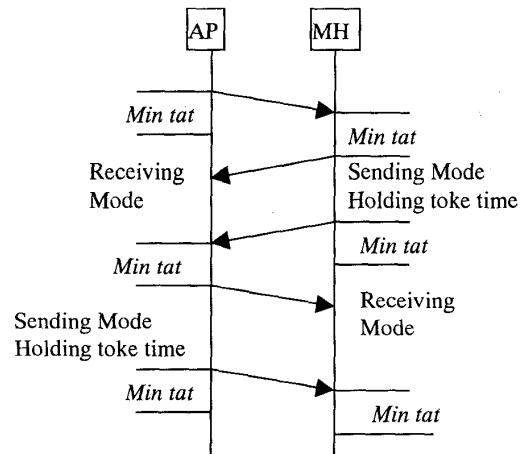 AP MH
Min tat
Min tat
Receiving
Mode
Sending Mode
Holding toke time
Min tat
Min tat
Receiving
Mode
Sending Mode
Holding toke time
Min tat
Min tat